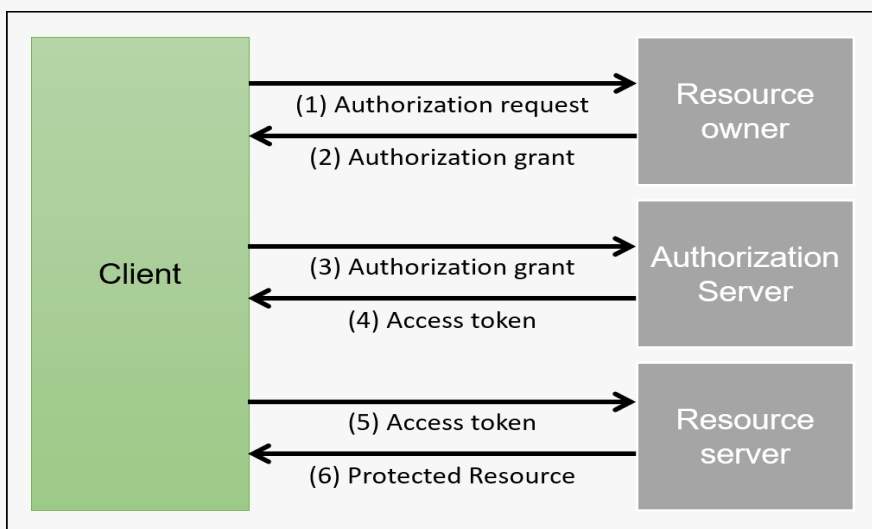 Client
(1) Authorization request
(2) Authorization grant
Resource
owner
(3) Authorization grant
(4) Access token
Authorization
Server
(5) Access token
(6) Protected Resource
Resource
server